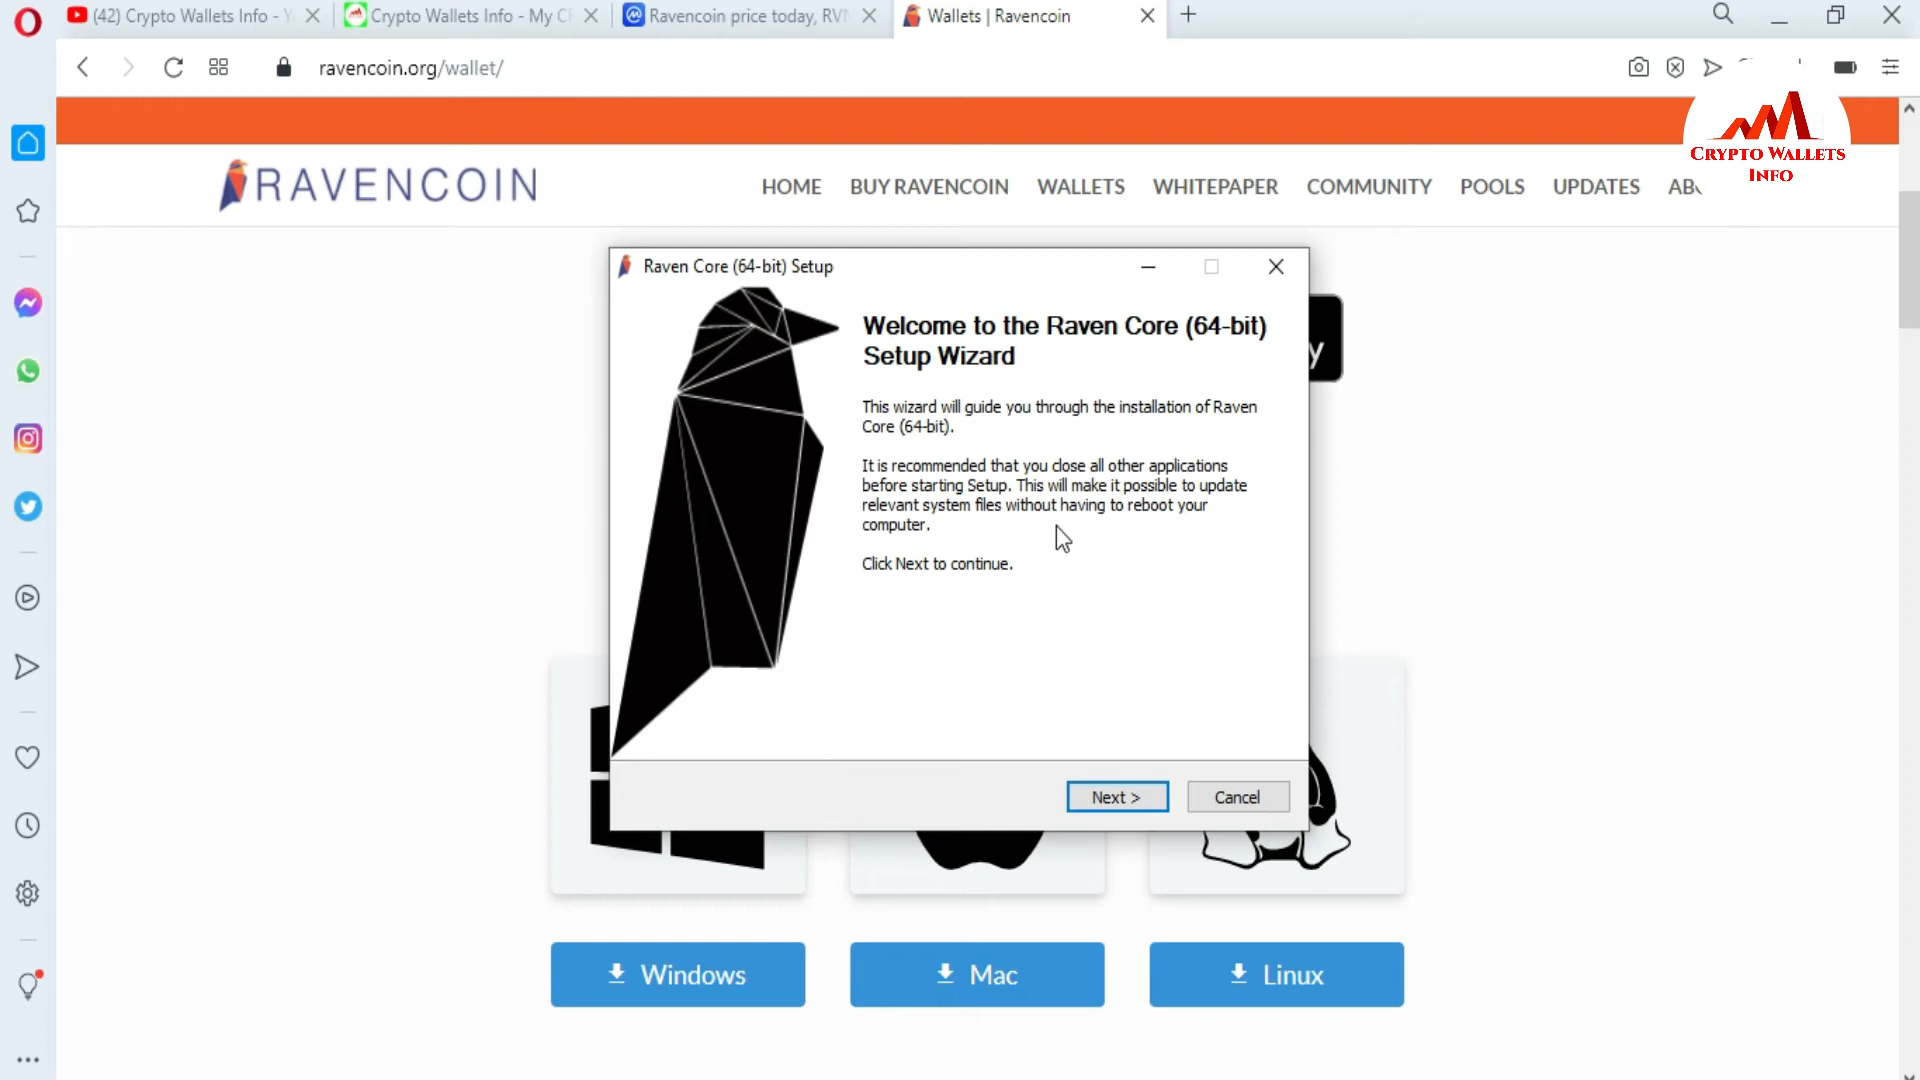 (42) Crypto Wallets Info - Y
Crypto Wallets Info - My C
Ravencoin price today, RVN
Wallets | Ravencoin
ravencoin.org/wallet/
CRYPTO WALLETS
INFO
RAVENCOIN
HOME BUY RAVENCOIN WALLETS WHITEPAPER COMMUNITY POOLS UPDATES
Raven Core (64-bit) Setup
Welcome to the Raven Core (64-bit)
Setup Wizard
This wizard will guide you through the installation of Raven
Core (64-bit).
It is recommended that you close all other applications
before starting Setup. This will make it possible to update
relevant system files without having to reboot your
computer.
Click Next to continue.
y
Next >
Cancel
Windows
Mac
Linux